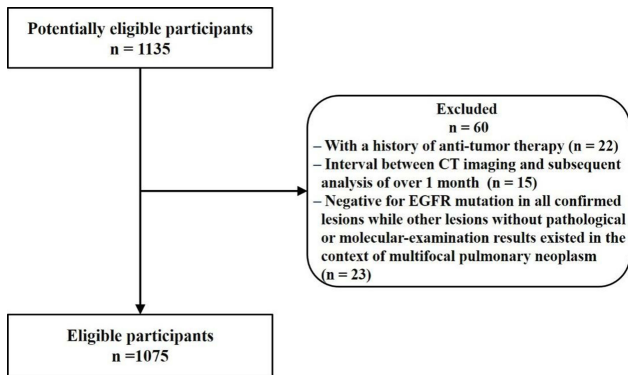 Potentially eligible participants
n = 1135
Excluded
n = 60
– With a history of anti-tumor therapy (n = 22)
– Interval between CT imaging and subsequent
analysis of over 1 month (n = 15)
– Negative for EGFR mutation in all confirmed
lesions while other lesions without pathological
or molecular-examination results existed in the
context of multifocal pulmonary neoplasm
(n = 23)
Eligible participants
n =1075